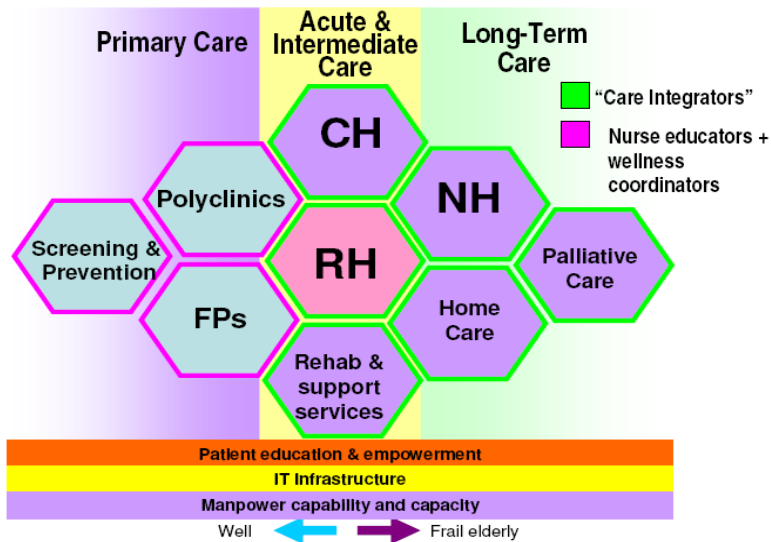 Primary Care
Acute &
Intermediate
Care
Long-Term
Care
"Care Integrators"
Nurse educators +
wellness
coordinators
CH
Polyclinics
NH
Screening &
Prevention
RH
Palliative
Care
FPs
Home
Care
Rehab &
support
services
Patient education & empowerment
IT Infrastructure
Manpower capability and capacity
Well
Frail elderly